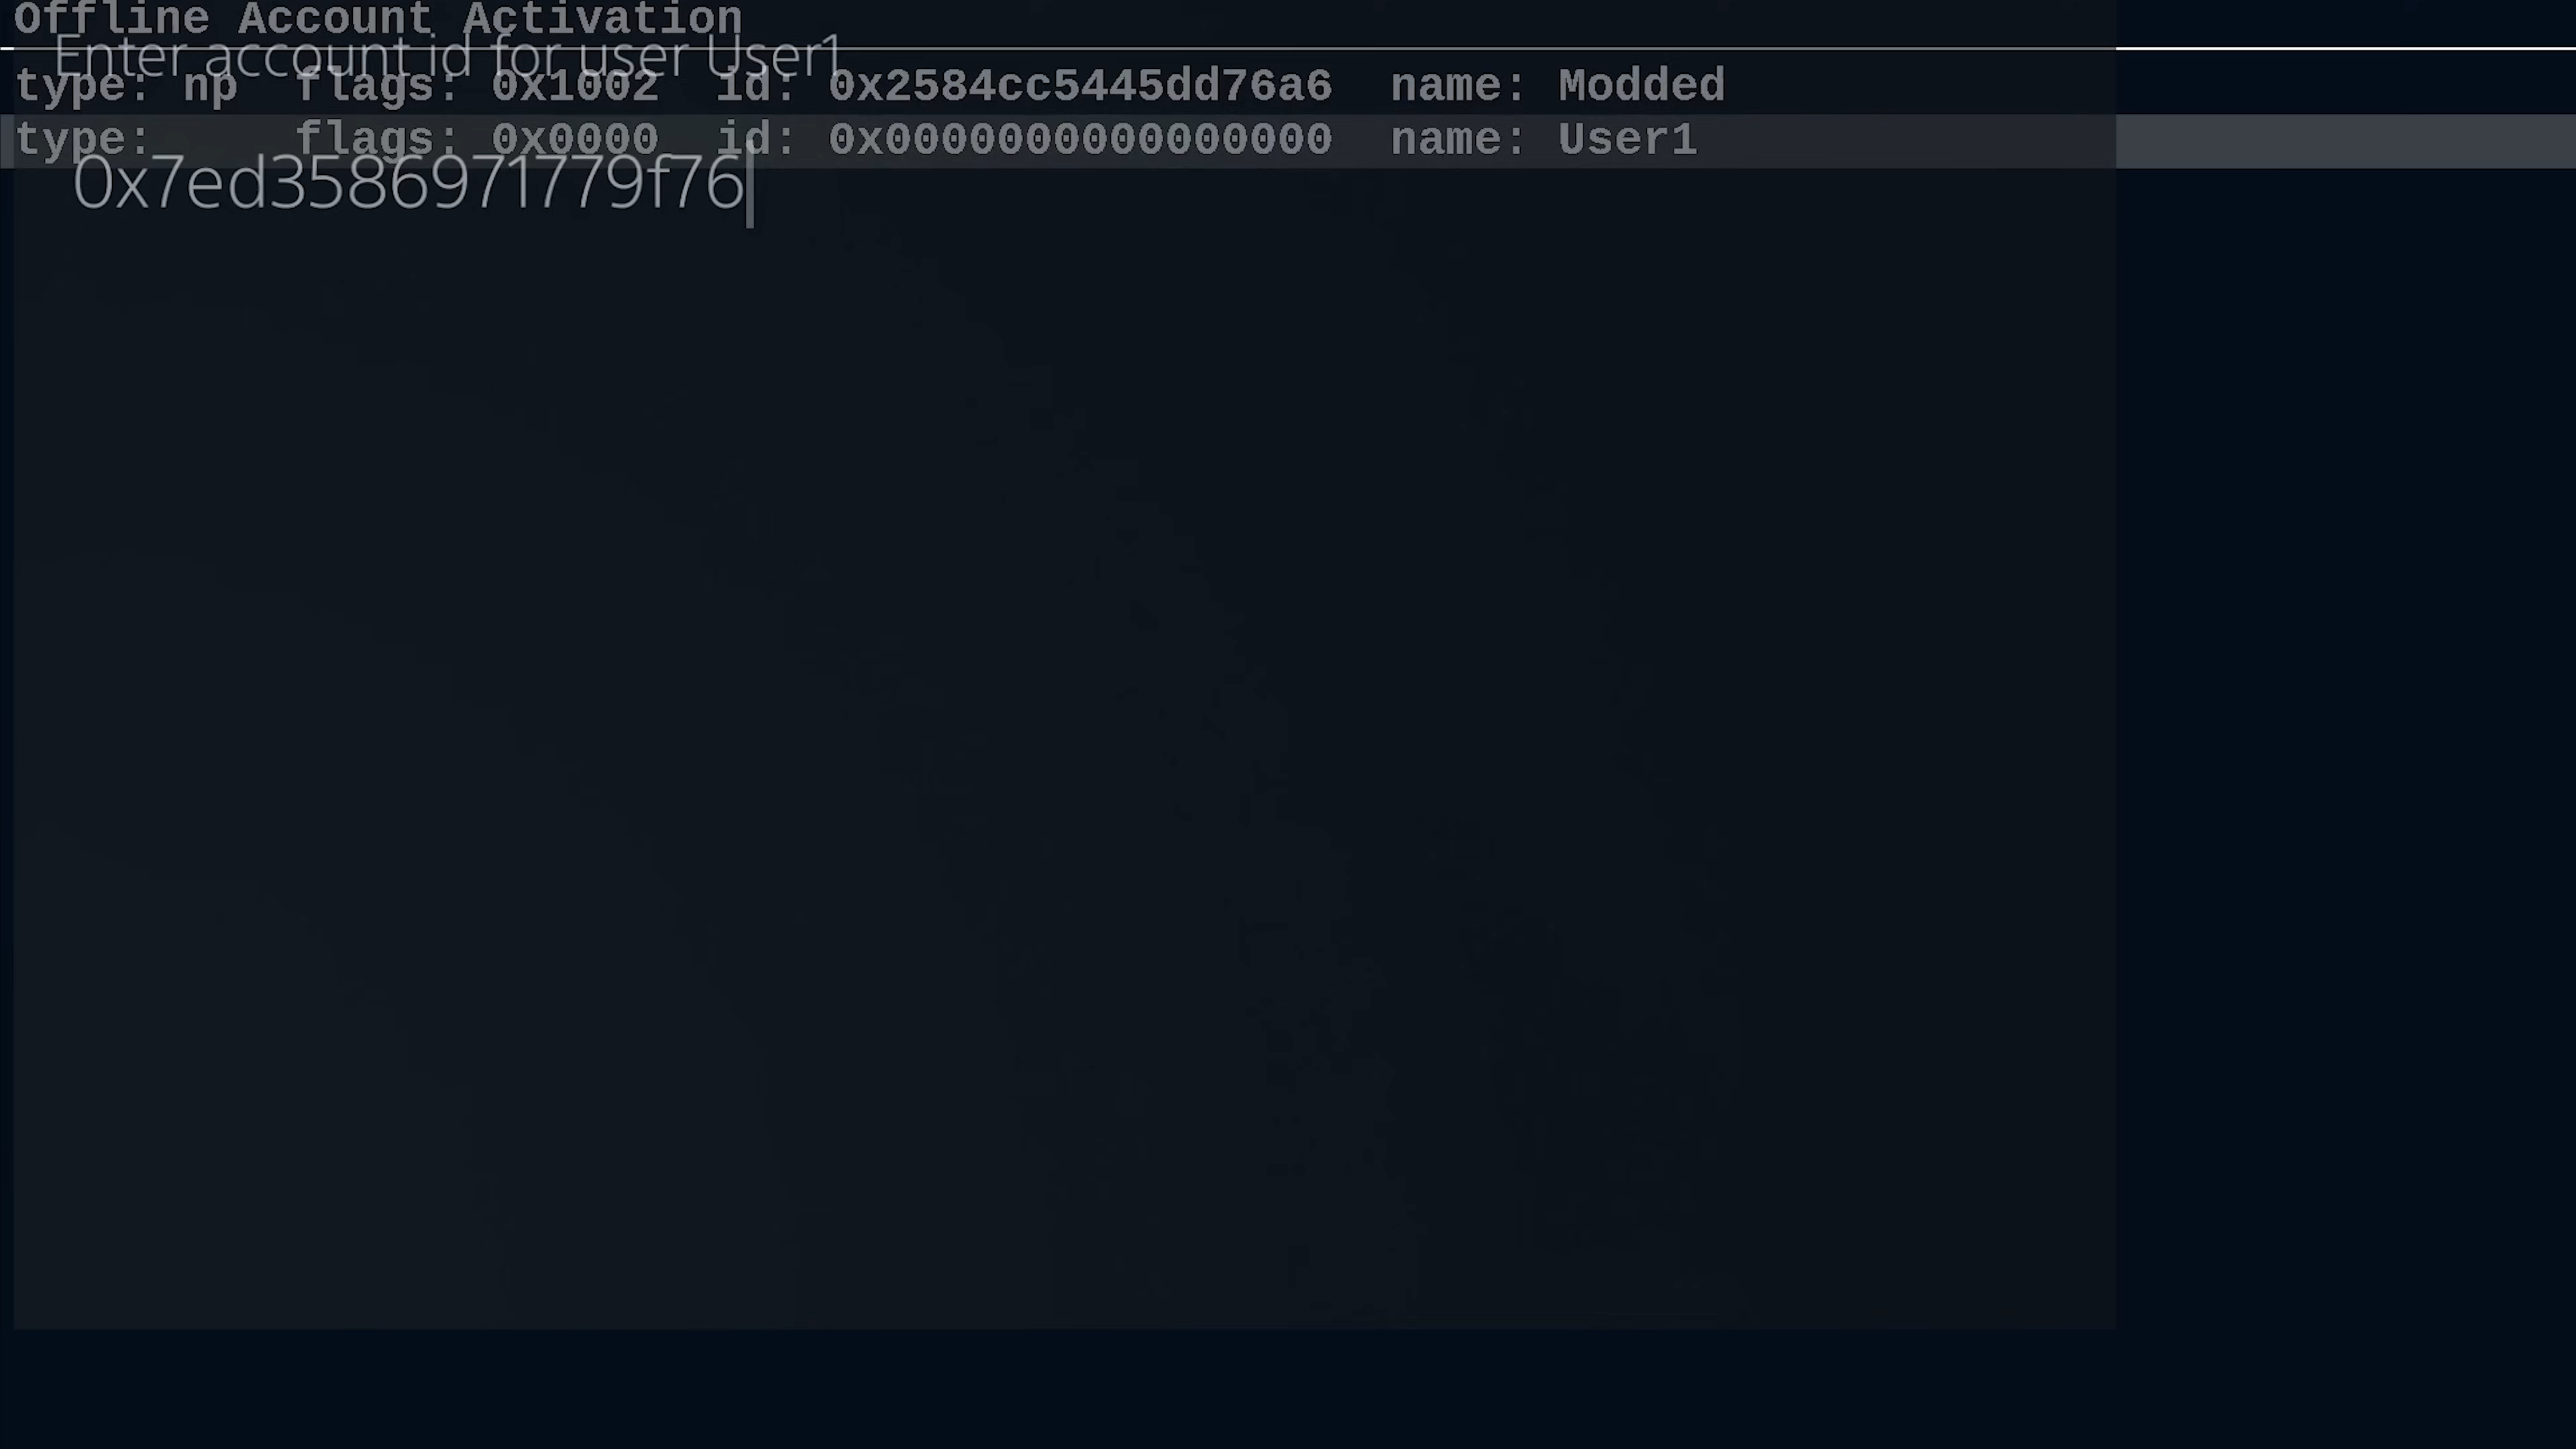 Offline Account Activation
Enter account id for user User1
type: np  flags: 0x1002  id: 0x2584cc5445dd76a6  name: Modded
type:     flags: 0x0000  id: 0x0000000000000000  name: User1
0x7ed3586971779f76